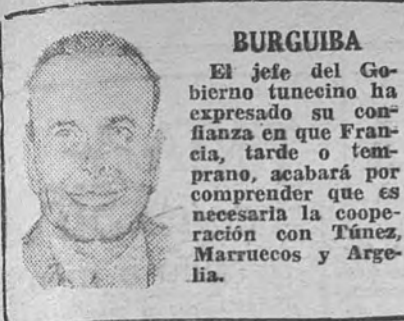 BURGUIBA
El jefe del Go-
bierno tunecino ha
expresado su con-
fianza en que Fran-
cia, tarde o tem-
prano, acabará por
comprender que es
necesaria la coope-
ración con Túnez,
Marruecos y Arge-
lia.